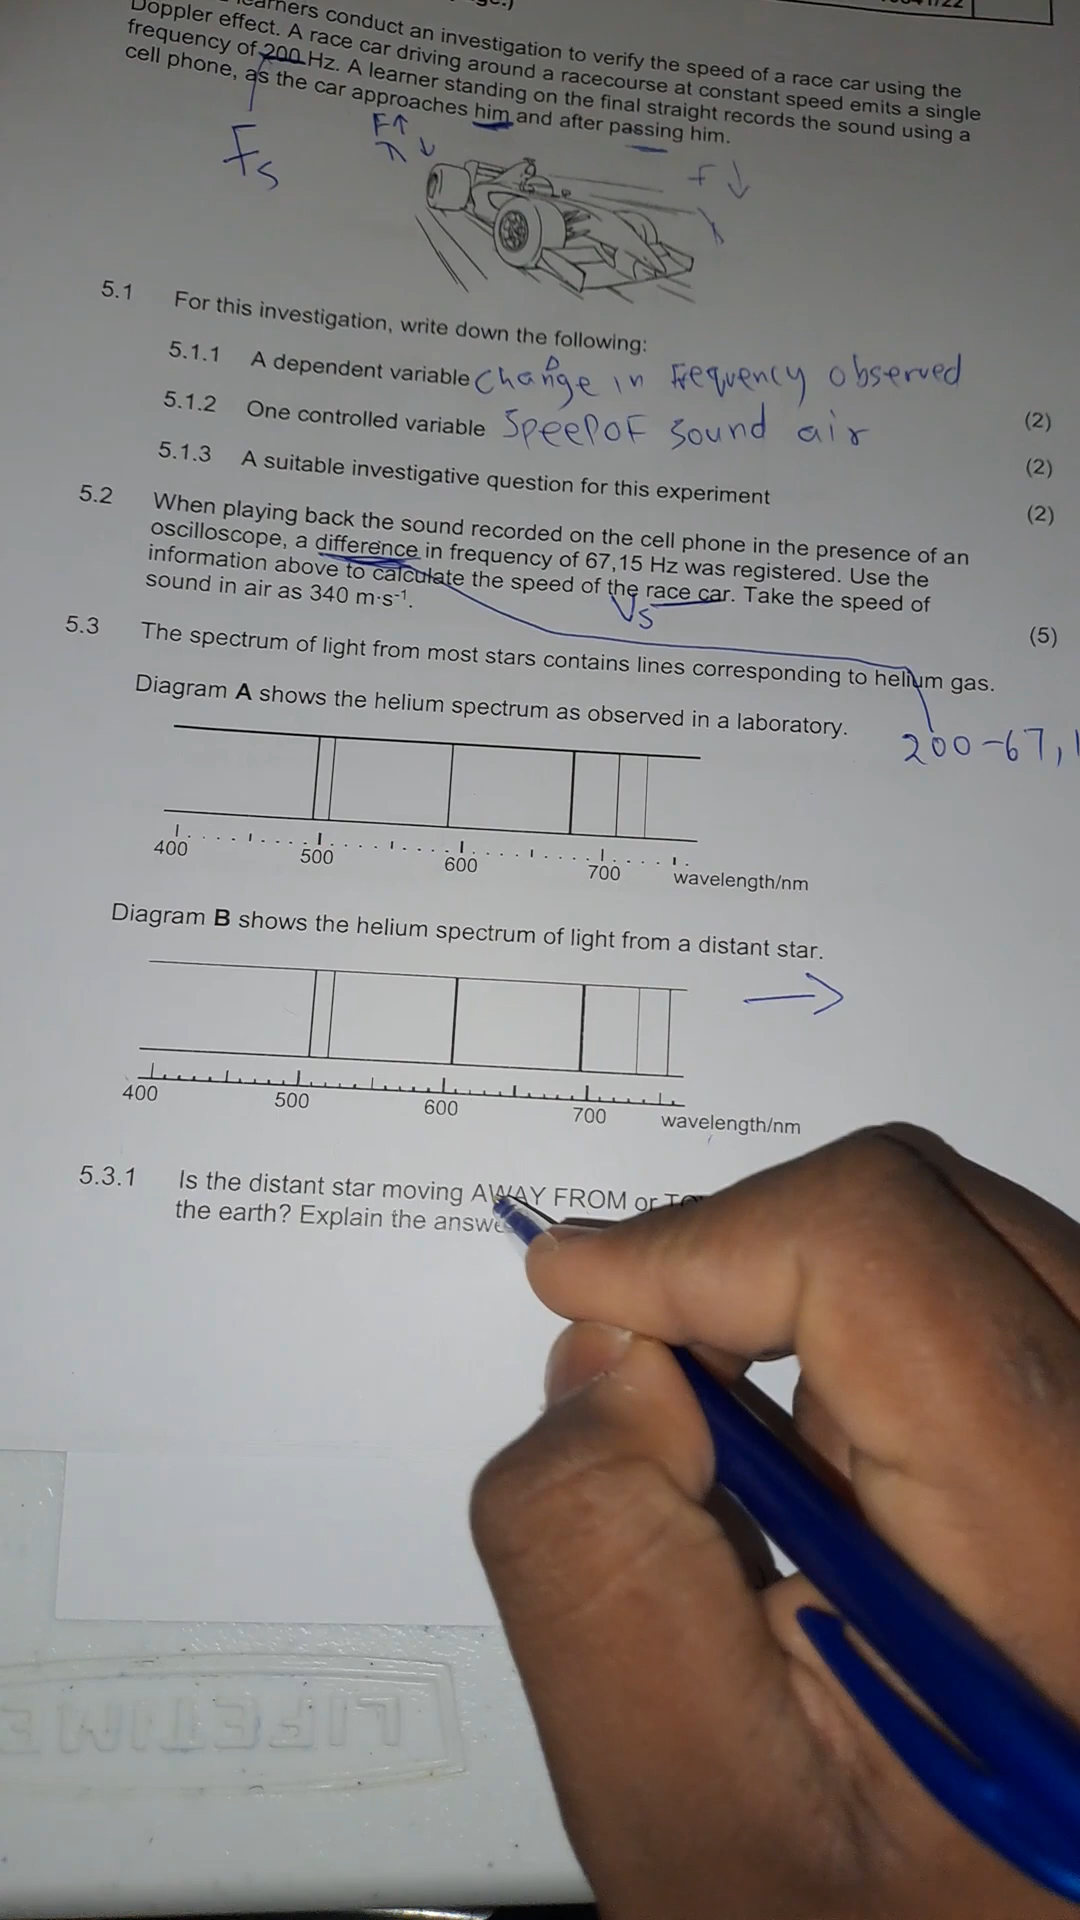 learners conduct an investigation to verify the speed of a race car using the
Doppler effect. A race car driving around a racecourse at constant speed emits a single
frequency of 200 Hz. A learner standing on the final straight records the sound using a
cell phone, as the car approaches him and after passing him.
Fs
F↑
↑ ↓
f ↓
5.1 For this investigation, write down the following:
5.1.1 A dependent variable Change in Frequency observed
(2)
5.1.2 One controlled variable Speed of sound air
(2)
5.1.3 A suitable investigative question for this experiment
(2)
5.2 When playing back the sound recorded on the cell phone in the presence of an
oscilloscope, a difference in frequency of 67,15 Hz was registered. Use the
information above to calculate the speed of the race car. Take the speed of
sound in air as 340 m·s-1.
Vs
(5)
5.3 The spectrum of light from most stars contains lines corresponding to helium gas.
Diagram A shows the helium spectrum as observed in a laboratory.
200-67,1
400 500 600 700 wavelength/nm
Diagram B shows the helium spectrum of light from a distant star.
400 500 600 700 wavelength/nm
5.3.1 Is the distant star moving AWAY FROM or
the earth? Explain the
LIFETIME